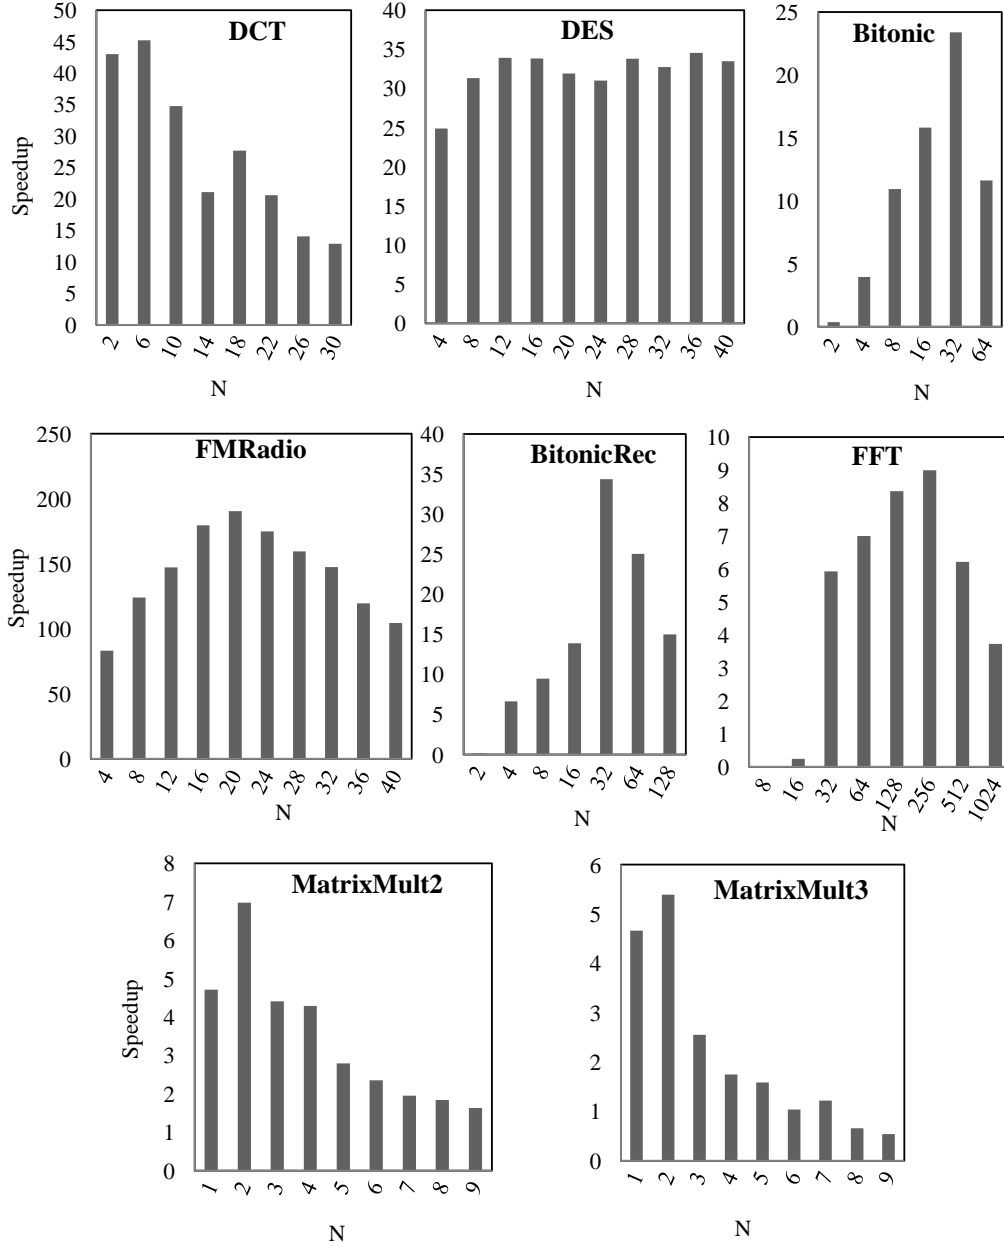 DCT
Speedup
50
45
40
35
30
25
20
15
10
5
0
2 6 10 14 18 22 26 30
N
DES
40
35
30
25
20
15
10
5
0
4 8 12 16 20 24 28 32 36 40
N
Bitonic
25
20
15
10
5
0
2 4 8 16 32 64
N
FMRadio
Speedup
250
200
150
100
50
0
4 8 12 16 20 24 28 32 36 40
N
BitonicRec
40
35
30
25
20
15
10
5
0
2 4 8 16 32 64 128
N
FFT
10
9
8
7
6
5
4
3
2
1
0
8 16 32 64 128 256 512 1024
N
MatrixMult2
Speedup
8
7
6
5
4
3
2
1
0
1 2 3 4 5 6 7 8 9
N
MatrixMult3
6
5
4
3
2
1
0
1 2 3 4 5 6 7 8 9
N